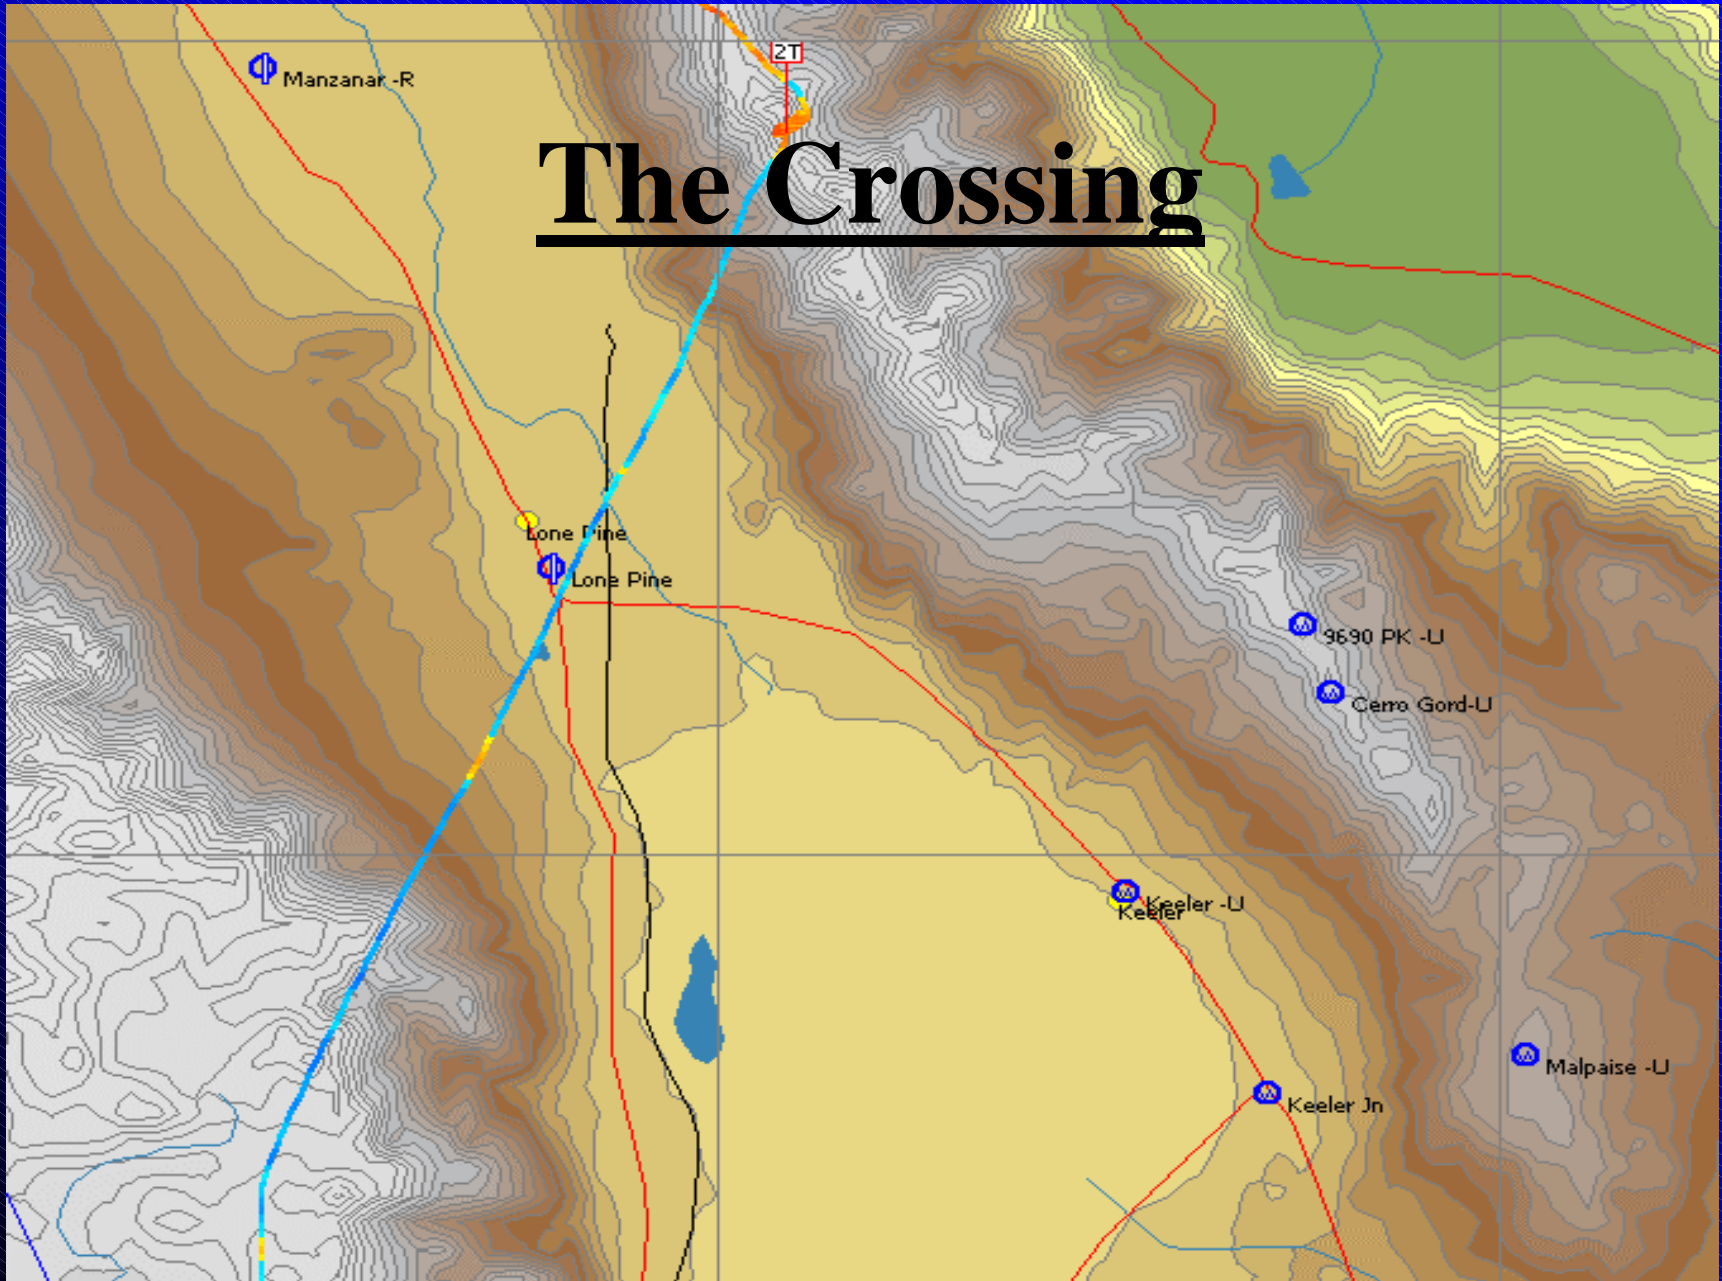 2T
Manzanar -R
The Crossing
Lone Pine
Lone Pine
9690 PK -U
Cerro Gord-U
Keeler -U
Keeler
Malpaise -U
Keeler Jn